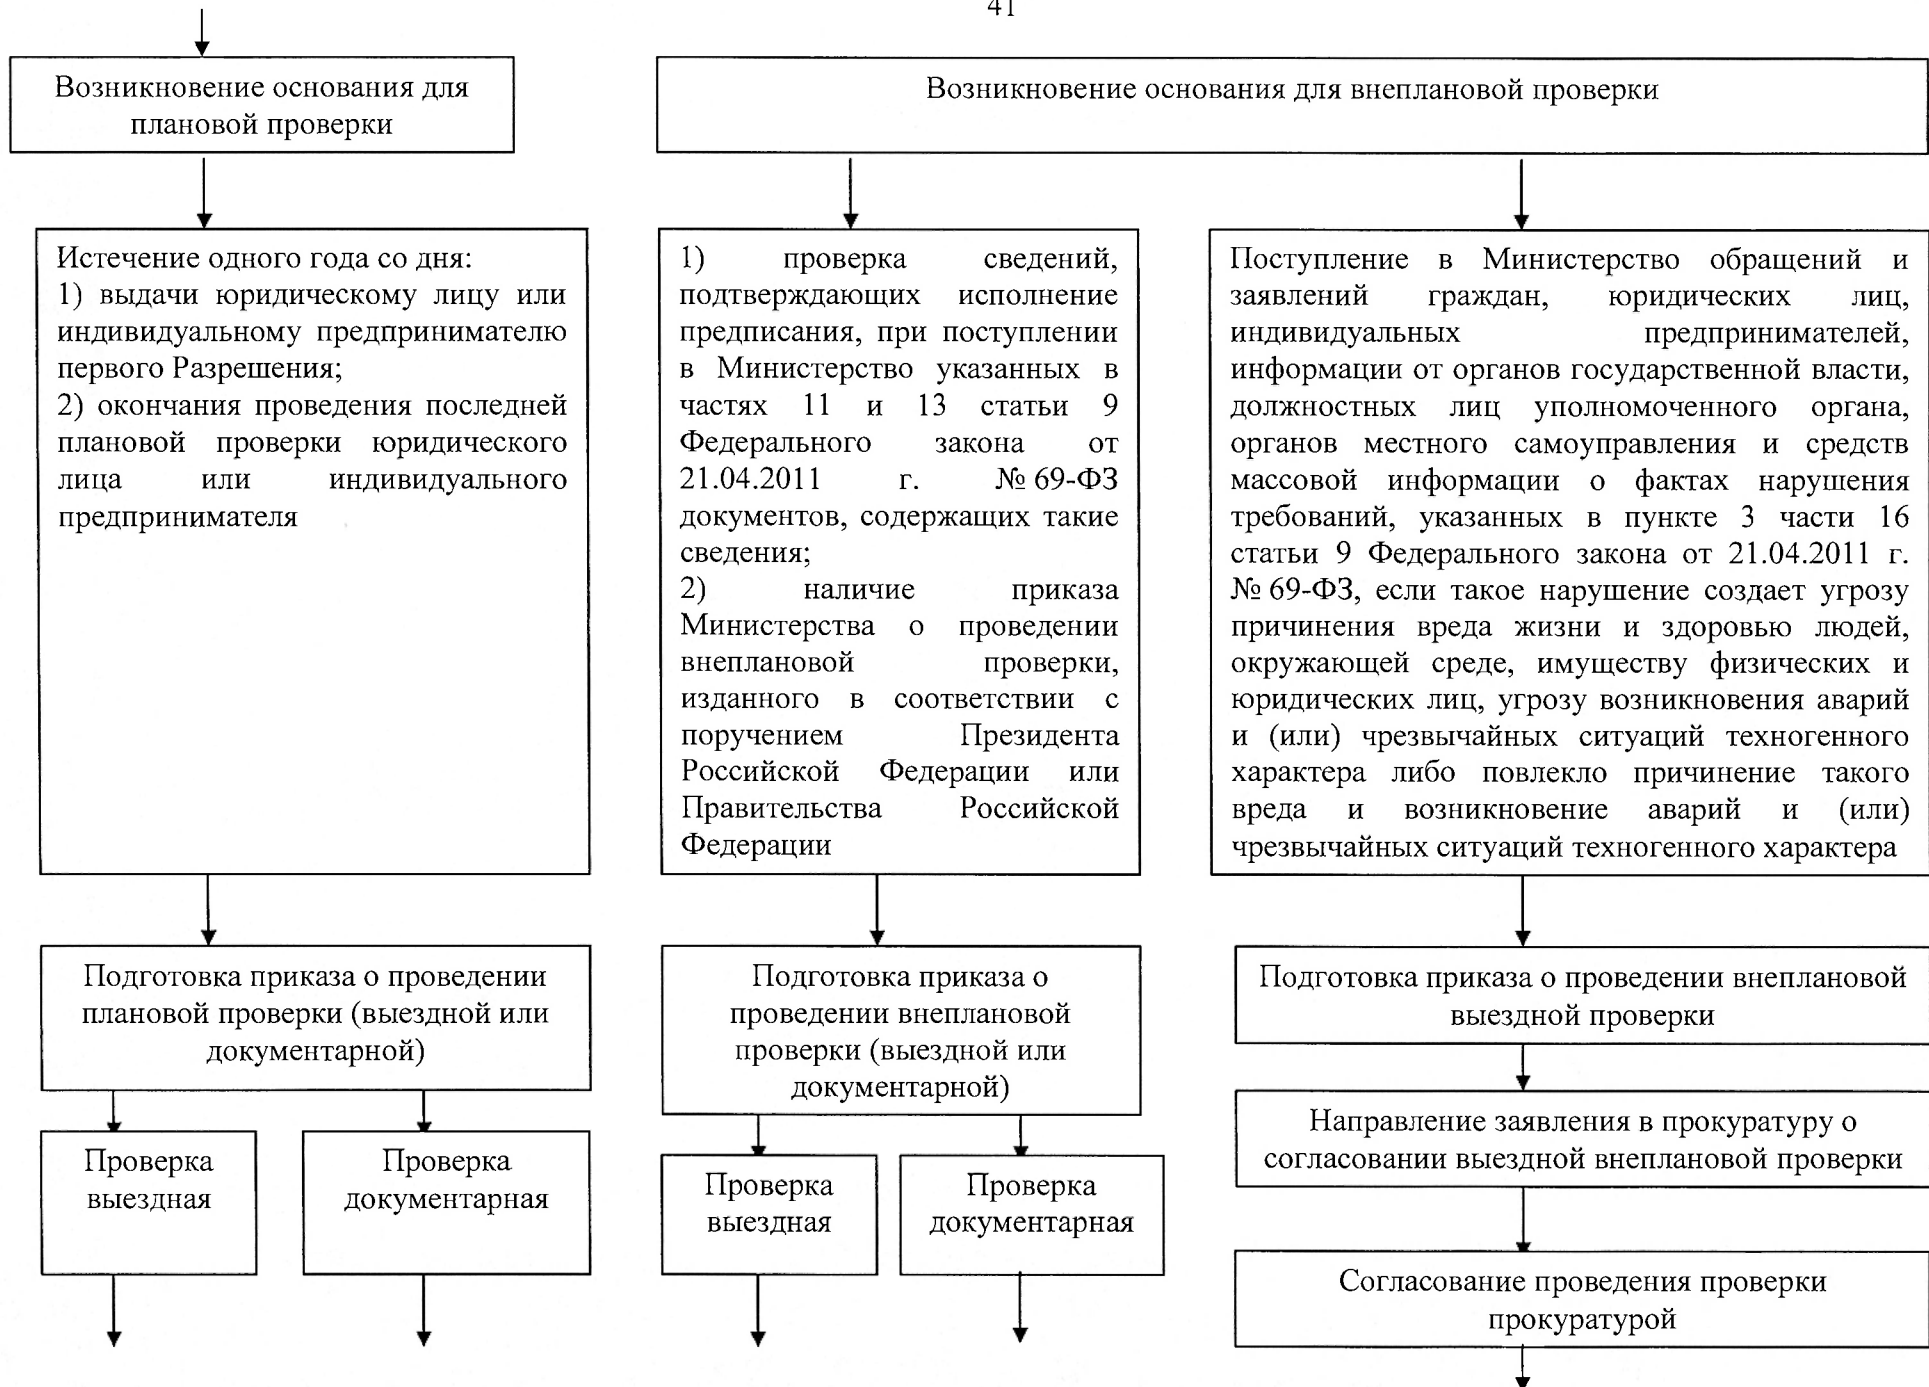 41
Возникновение основания для
плановой проверки
Возникновение основания для внеплановой проверки
Истечение одного года со дня:
1) выдачи юридическому лицу или
индивидуальному предпринимателю
первого Разрешения;
2) окончания проведения последней
плановой проверки юридического
лица или индивидуального
предпринимателя
1) проверка сведений,
подтверждающих исполнение
предписания, при поступлении
в Министерство указанных в
частях 11 и 13 статьи 9
Федерального закона от
21.04.2011 г. № 69-ФЗ
документов, содержащих такие
сведения;
2) наличие приказа
Министерства о проведении
внеплановой проверки,
изданного в соответствии с
поручением Президента
Российской Федерации или
Правительства Российской
Федерации
Поступление в Министерство обращений и
заявлений граждан, юридических лиц,
индивидуальных предпринимателей,
информации от органов государственной власти,
должностных лиц уполномоченного органа,
органов местного самоуправления и средств
массовой информации о фактах нарушения
требований, указанных в пункте 3 части 16
статьи 9 Федерального закона от 21.04.2011 г.
№ 69-ФЗ, если такое нарушение создает угрозу
причинения вреда жизни и здоровью людей,
окружающей среде, имуществу физических и
юридических лиц, угрозу возникновения аварий
и (или) чрезвычайных ситуаций техногенного
характера либо повлекло причинение такого
вреда и возникновение аварий и (или)
чрезвычайных ситуаций техногенного характера
Подготовка приказа о проведении
плановой проверки (выездной или
документарной)
Подготовка приказа о
проведении внеплановой
проверки (выездной или
документарной)
Подготовка приказа о проведении внеплановой
выездной проверки
Направление заявления в прокуратуру о
согласовании выездной внеплановой проверки
Проверка
выездная
Проверка
документарная
Проверка
выездная
Проверка
документарная
Согласование проведения проверки
прокуратурой